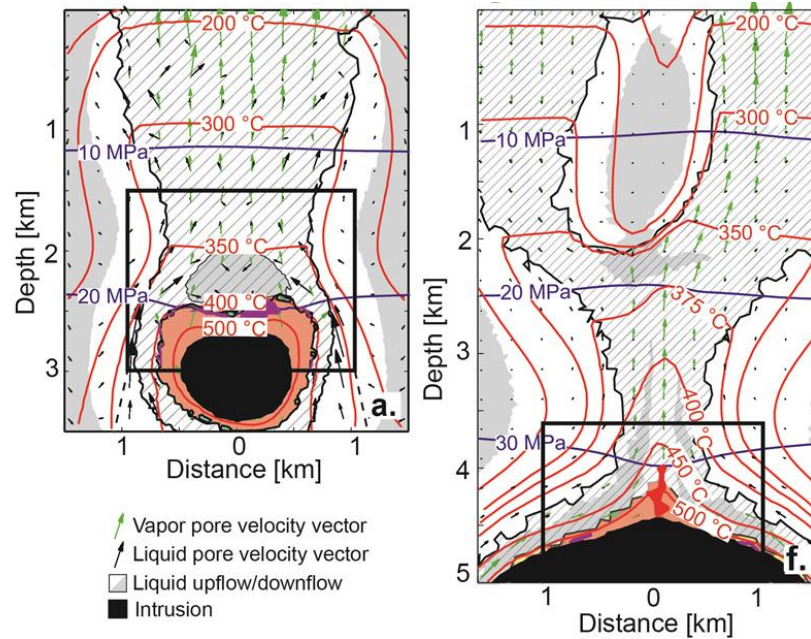 200 °C
300 °C
10 MPa
350 °C
20 MPa
400 °C
500 °C
a.
Depth [km]
1
2
3
1 0 1
Distance [km]
Vapor pore velocity vector
Liquid pore velocity vector
Liquid upflow/downflow
Intrusion
200 °C
300 °C
10 MPa
350 °C
20 MPa
375 °C
400 °C
30 MPa
450 °C
500 °C
f.
Depth [km]
1
2
3
4
5
1 0 1
Distance [km]